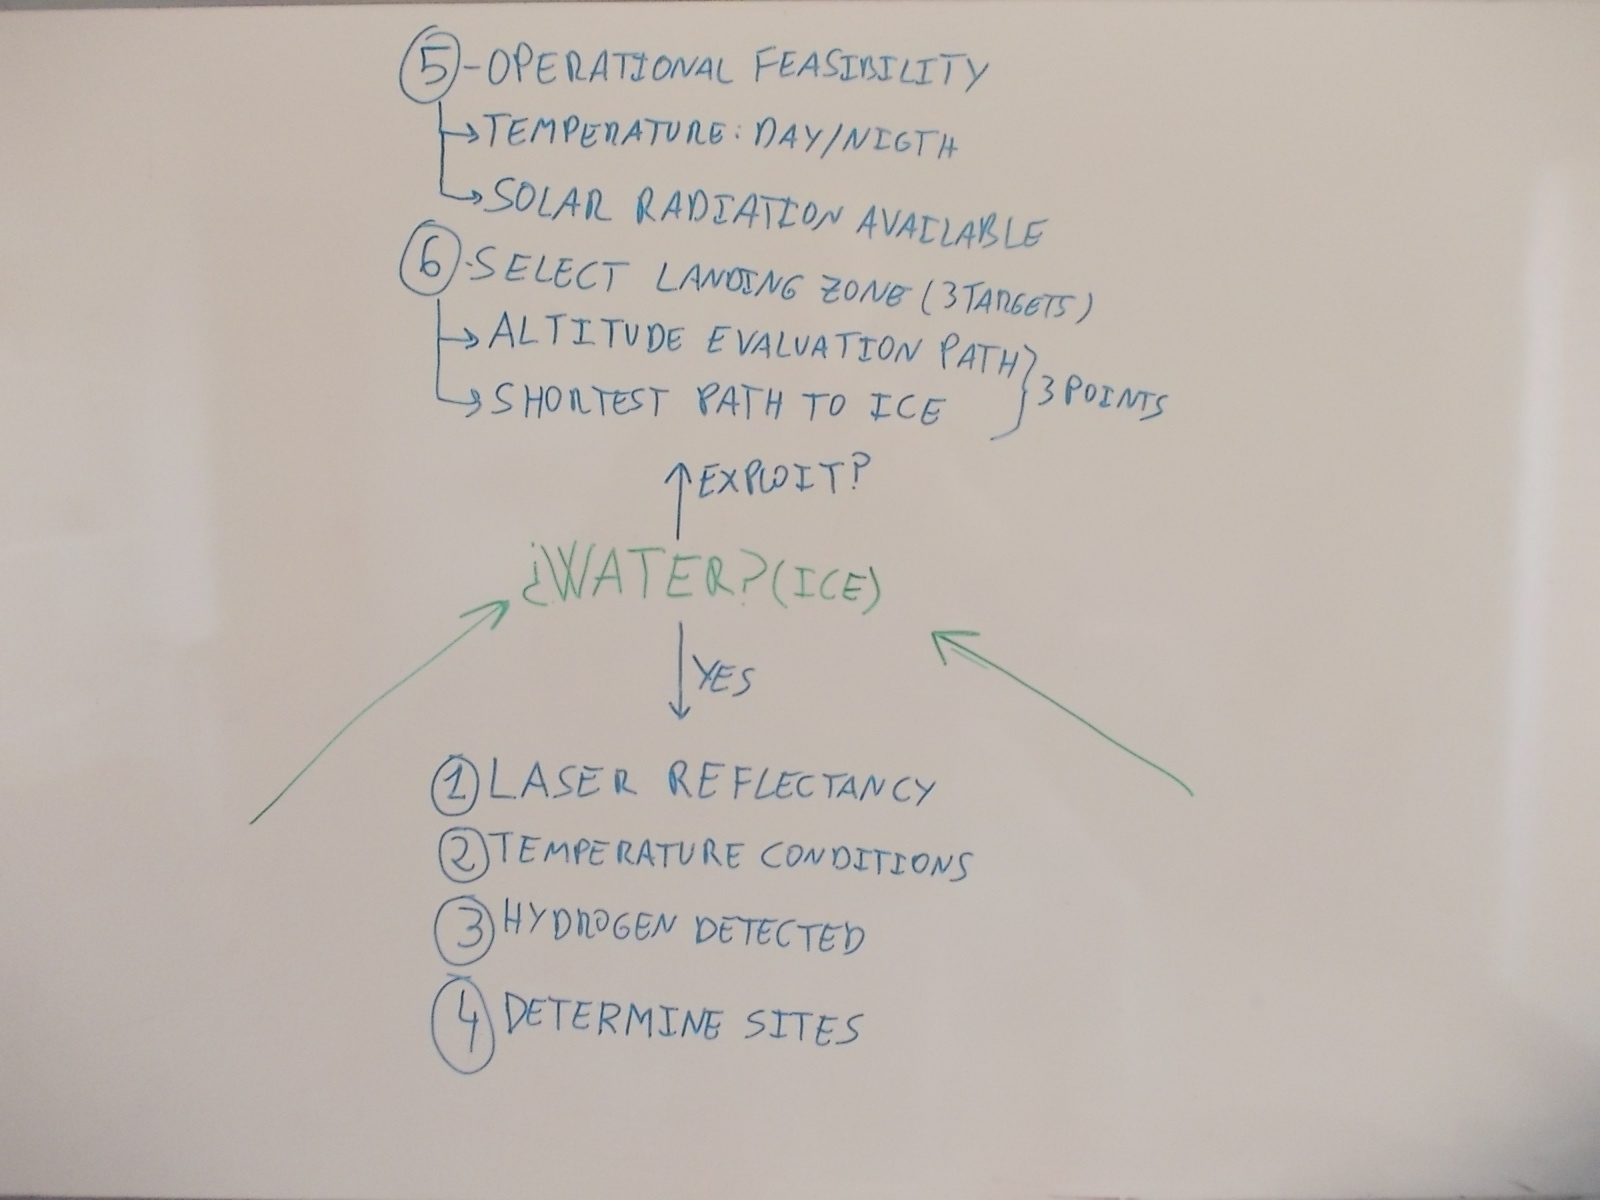 5-OPERATIONAL FEASIBILITY
TEMPERATURE: DAY/NIGTH
SOLAR RADIATION AVAILABLE
6-SELECT LANDING ZONE (3 TARGETS)
ALTITUDE EVALUATION PATH
SHORTEST PATH TO ICE
3 POINTS
EXPLOIT?
¿WATER? (ICE)
YES
1 LASER REFLECTANCY
2 TEMPERATURE CONDITIONS
3 HYDROGEN DETECTED
4 DETERMINE SITES